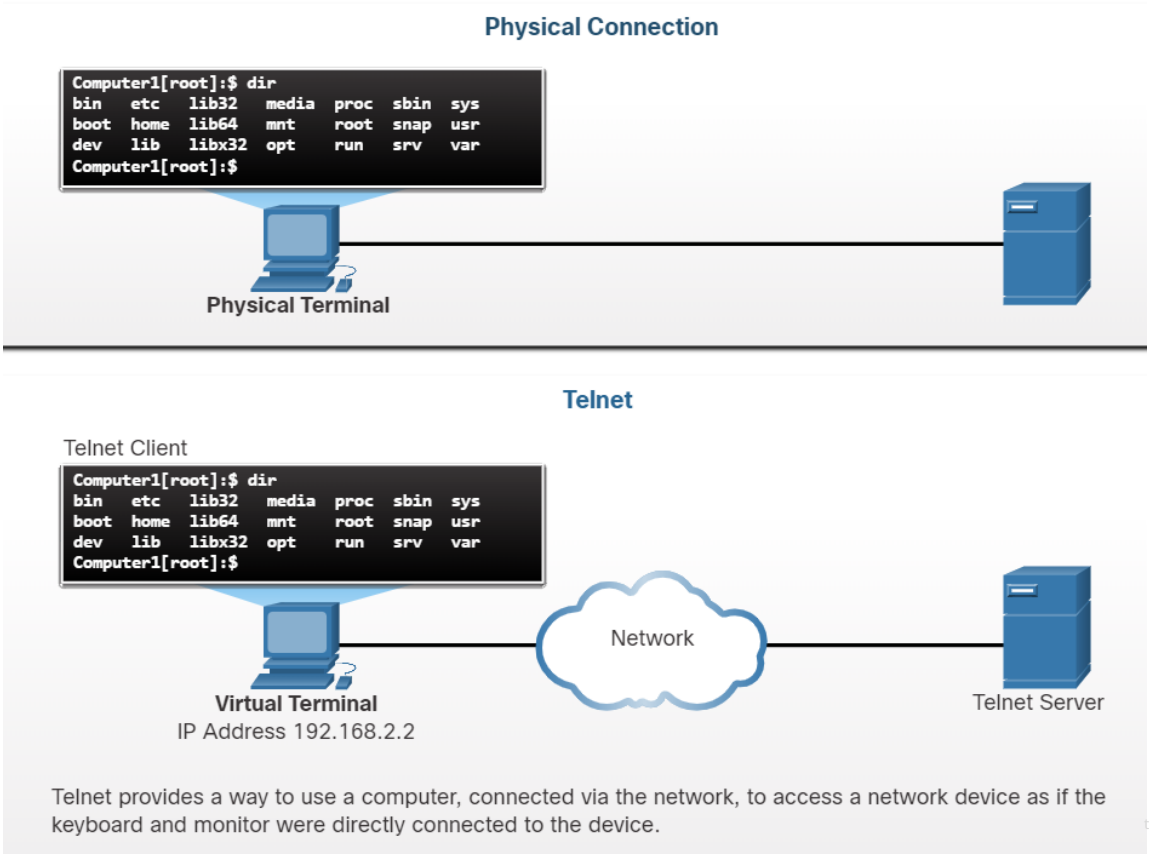 Physical Connection
Computer1[root]:$ dir
bin etc lib32 media proc sbin sys
boot home lib64 mnt root snap usr
dev lib libx32 opt run srv var
Computer1[root]:$
Physical Terminal
Telnet
Telnet Client
Computer1[root]:$ dir
bin etc lib32 media proc sbin sys
boot home lib64 mnt root snap usr
dev lib libx32 opt run srv var
Computer1[root]:$
Network
Virtual Terminal
IP Address 192.168.2.2
Telnet Server
Telnet provides a way to use a computer, connected via the network, to access a network device as if the
keyboard and monitor were directly connected to the device.